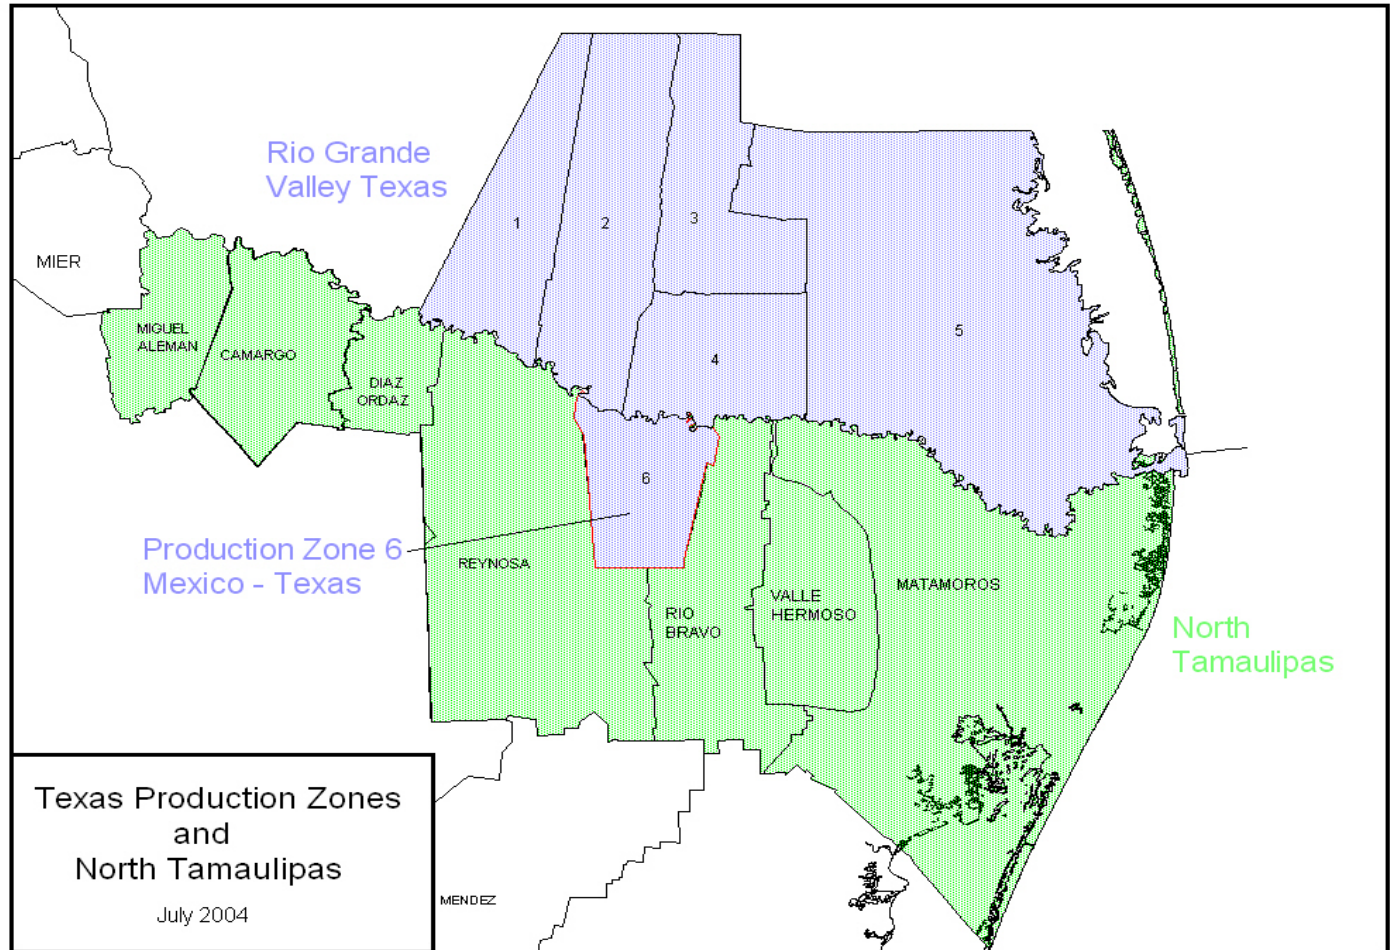 Rio Grande
Valley Texas
1
2
3
MIER
MIGUEL
ALEMAN
CAMARGO
5
4
DIAZ
ORDAZ
6
Production Zone 6
Mexico - Texas
REYNOSA
RIO
BRAVO
VALLE
HERMOSO
MATAMOROS
North
Tamaulipas
Texas Production Zones
and
North Tamaulipas
July 2004
MENDEZ